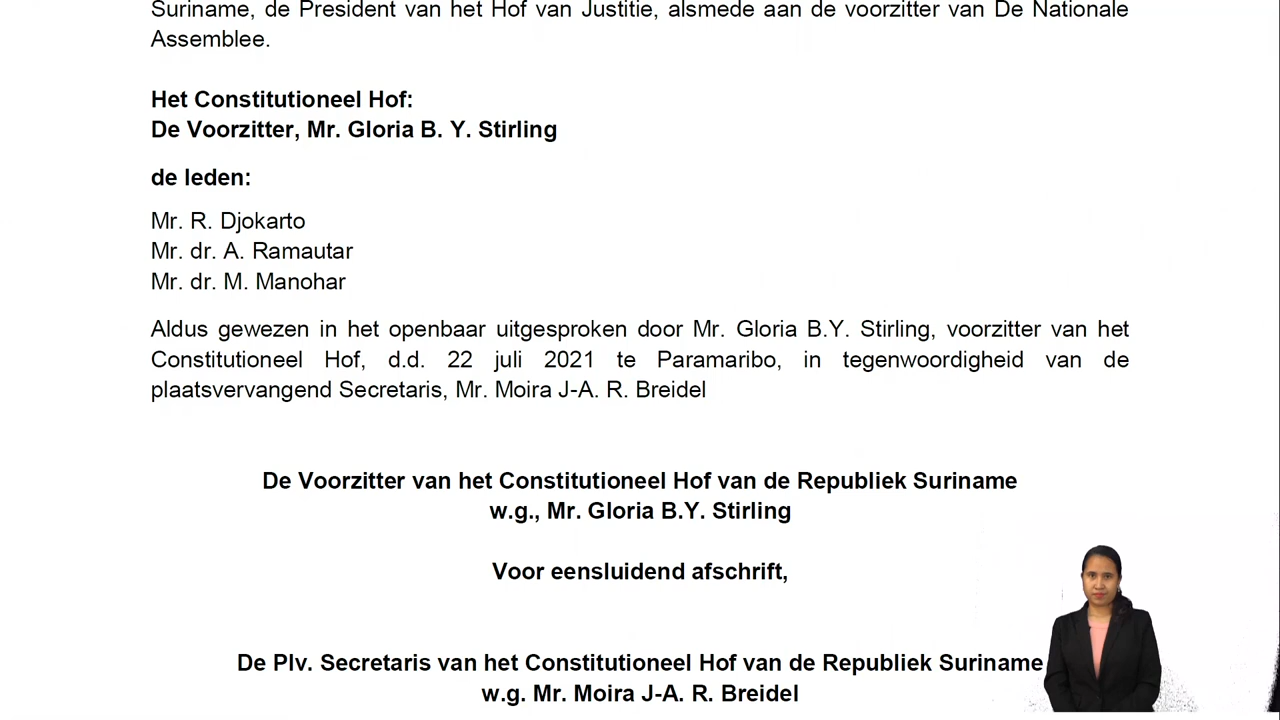 Suriname, de President van het Hof van Justitie, alsmede aan de voorzitter van De Nationale
Assemblee.
Het Constitutioneel Hof:
De Voorzitter, Mr. Gloria B. Y. Stirling
de leden:
Mr. R. Djokarto
Mr. dr. A. Ramautar
Mr. dr. M. Manohar
Aldus gewezen in het openbaar uitgesproken door Mr. Gloria B.Y. Stirling, voorzitter van het
Constitutioneel Hof, d.d. 22 juli 2021 te Paramaribo, in tegenwoordigheid van de
plaatsvervangend Secretaris, Mr. Moira J-A. R. Breidel
De Voorzitter van het Constitutioneel Hof van de Republiek Suriname
w.g., Mr. Gloria B.Y. Stirling
Voor eensluidend afschrift,
De Plv. Secretaris van het Constitutioneel Hof van de Republiek Suriname
w.g. Mr. Moira J-A. R. Breidel